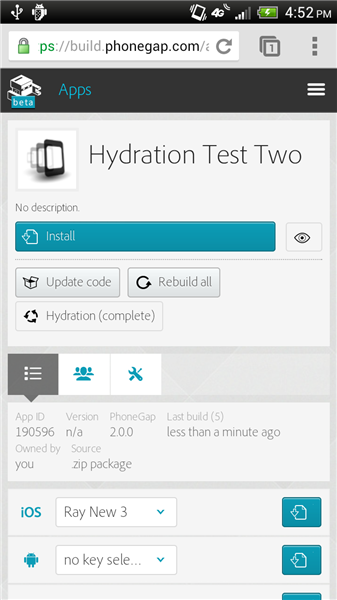 4G 4:52 PM
ps://build.phonegap.com/a 1
beta Apps
Hydration Test Two
No description.
Install
Update code Rebuild all
Hydration (complete)
App ID Version PhoneGap Last build (5)
190596 n/a 2.0.0 less than a minute ago
Owned by Source
you .zip package
iOS Ray New 3
no key sele...